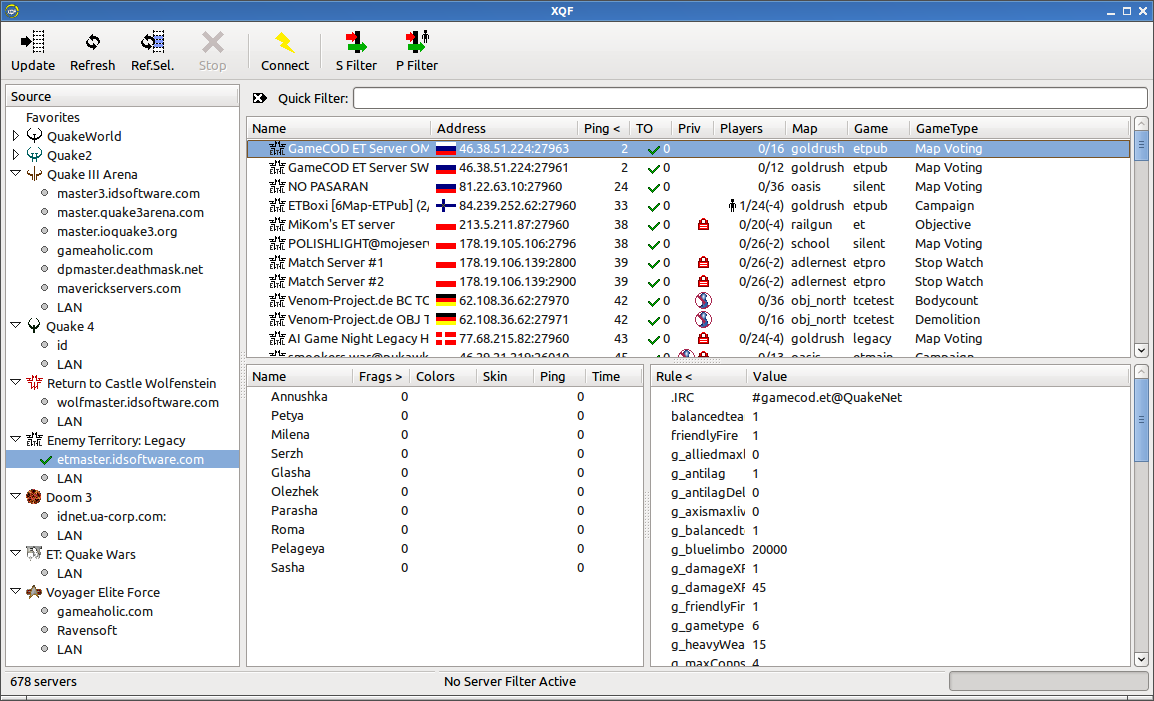 XQF
Update Refresh Ref.Sel. Stop Connect S Filter P Filter
Source
Favorites
QuakeWorld
Quake2
Quake III Arena
master3.idsoftware.com
master.quake3arena.com
master.ioquake3.org
gameaholic.com
dpmaster.deathmask.net
maverickservers.com
LAN
Quake 4
id
LAN
Return to Castle Wolfenstein
wolfmaster.idsoftware.com
LAN
Enemy Territory: Legacy
etmaster.idsoftware.com
LAN
Doom 3
idnet.ua-corp.com:
LAN
ET: Quake Wars
LAN
Voyager Elite Force
gameaholic.com
Ravensoft
LAN
Quick Filter:
Name Address Ping < TO Priv Players Map Game GameType
GameCOD ET Server OM 46.38.51.224:27963 2 0 0/16 goldrush etpub Map Voting
GameCOD ET Server SW 46.38.51.224:27961 2 0 0/12 goldrush etpub Map Voting
NO PASARAN 81.22.63.10:27960 24 0 0/36 oasis silent Map Voting
ETBoxi [6Map-ETPub] (2/ 84.239.252.62:27960 33 0 1/24(-4) goldrush etpub Campaign
MiKom's ET server 213.5.211.87:27960 38 0 0/20(-4) railgun et Objective
POLISHLIGHT@mojeserv 178.19.105.106:2796 38 0 0/26(-2) school silent Map Voting
Match Server #1 178.19.106.139:2800 39 0 0/26(-2) adlernest etpro Stop Watch
Match Server #2 178.19.106.139:2900 39 0 0/26(-2) adlernest etpro Stop Watch
Venom-Project.de BC TC 62.108.36.62:27970 42 0 0/36 obj_north tcetest Bodycount
Venom-Project.de OBJ T 62.108.36.62:27971 42 0 0/16 obj_north tcetest Demolition
AI Game Night Legacy H 77.68.215.82:27960 43 0 0/24(-4) goldrush legacy Map Voting
45 0 0/13 oasis etmain Campaign
Name Frags > Colors Skin Ping Time
Annushka 0 0
Petya 0 0
Milena 0 0
Serzh 0 0
Glasha 0 0
Olezhek 0 0
Parasha 0 0
Roma 0 0
Pelageya 0 0
Sasha 0 0
Rule < Value
.IRC #gamecod.et@QuakeNet
balancedtea 1
friendlyFire 1
g_alliedmaxl 0
g_antilag 1
g_antilagDel 0
g_axismaxliv 0
g_balancedt 1
g_bluelimbo 20000
g_damageXF 1
g_damageXF 45
g_friendlyFir 1
g_gametype 6
g_heavyWea 15
g_maxConns 4
678 servers
No Server Filter Active